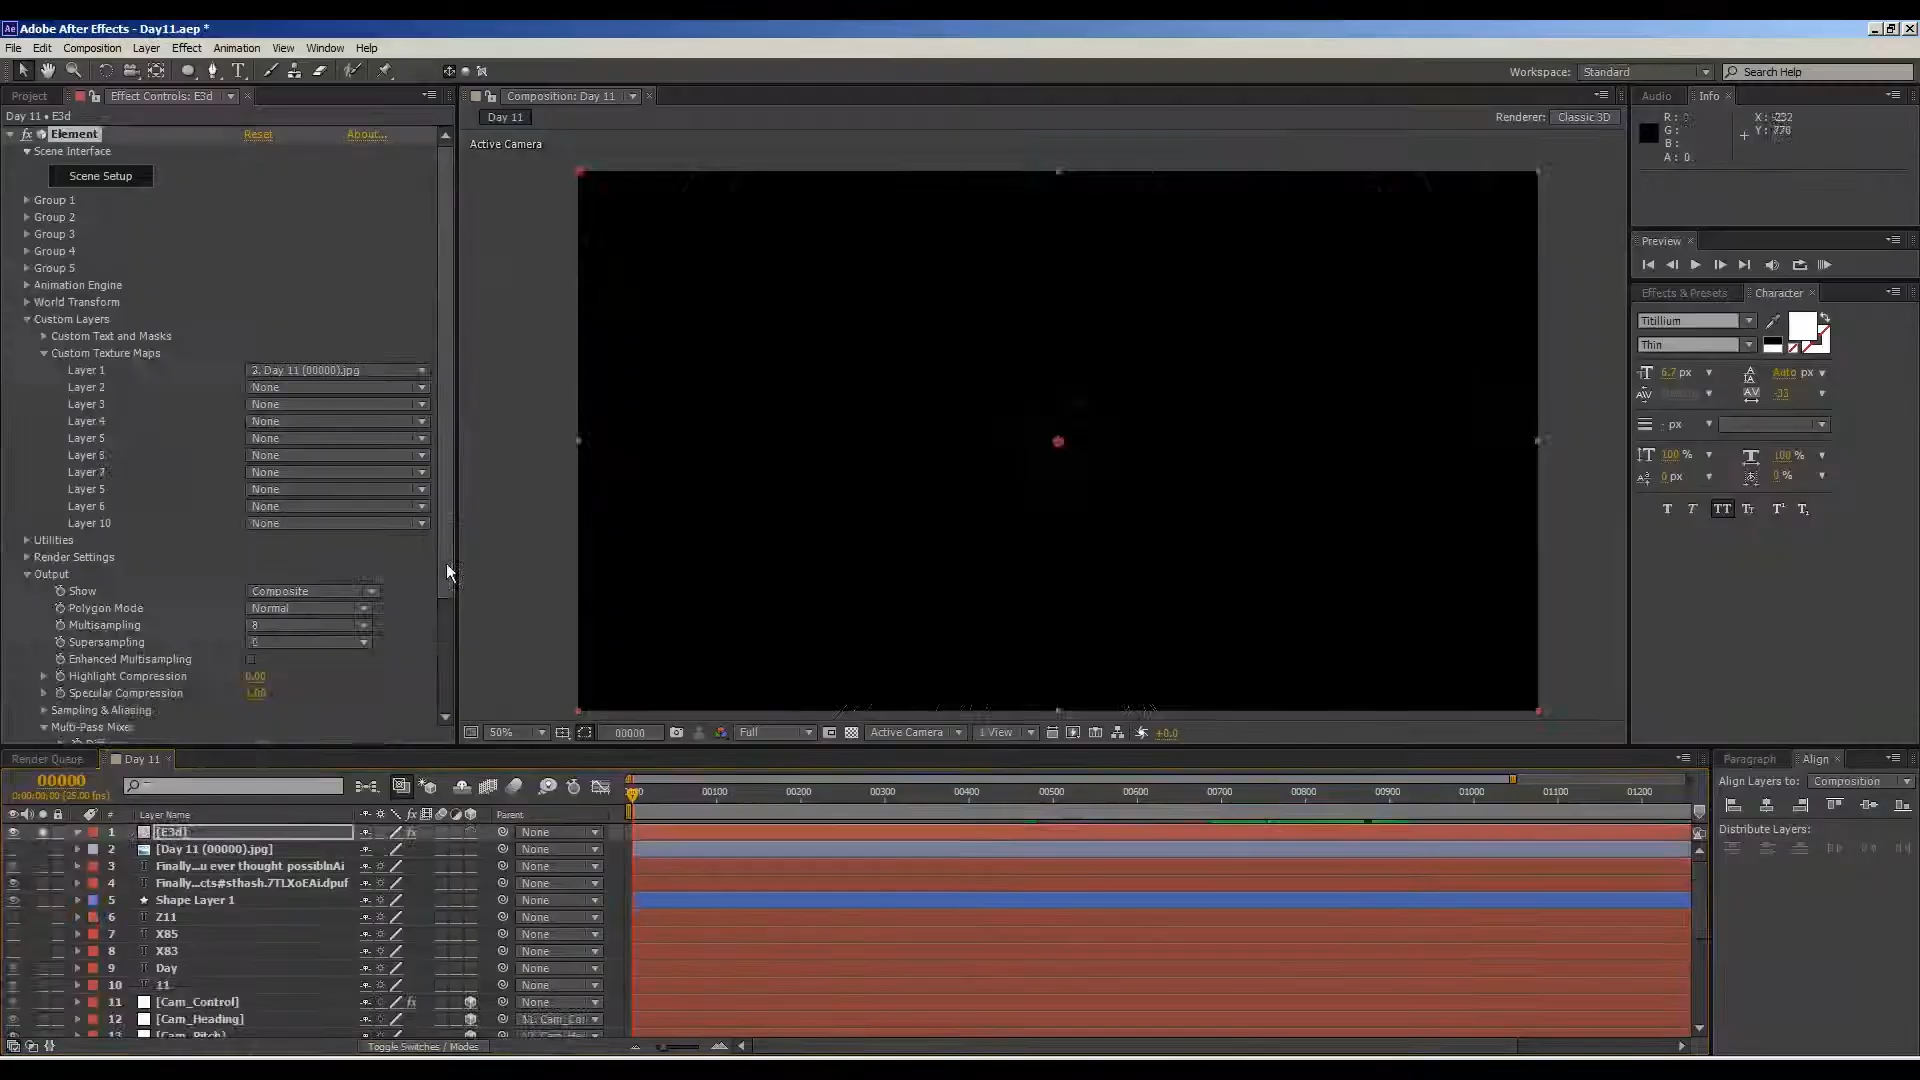 Ae Adobe After Effects - Day11.aep *
File Edit Composition Layer Effect Animation View Window Help
Workspace: Standard Search Help
Project Effect Controls: E3d
Composition: Day 11
Audio Info
Day 11 • E3d
Day 11
Renderer: Classic 3D
R:
G:
B:
A: 0
fx Element Reset About...
Scene Interface
Active Camera
Scene Setup
Group 1
Group 2
Group 3
Group 4
Group 5
Animation Engine
World Transform
Custom Layers
Custom Text and Masks
Custom Texture Maps
Layer 1 2. Day 11 (00000).jpg
Layer 2 None
Layer 3 None
Layer 4 None
Layer 5 None
None
None
Layer 5 None
Layer 6 None
Layer 10 None
Utilities
Render Settings
Output
Show Composite
Polygon Mode Normal
Multisampling 8
Supersampling
Enhanced Multisampling
Highlight Compression 0.00
Specular Compression 1.00
Sampling & Aliasing
Multi-Pass Mixer
Preview
Effects & Presets Character
Titillium
Thin
6.7 px Auto px
-33
- px
100 % 100 %
0 px 0 %
T T TT Tt T¹ T₁
50% 00000 Full Active Camera 1 View +0.0
Render Queue Day 11
Paragraph Align
00000
0:00:00:00 (25.00 fps)
00100 00200 00300 00400 00500 00600 00700 00800 00900 01000 01100 01200
Align Layers to: Composition
Distribute Layers:
# Layer Name Parent
1 [E3d] None
2 [Day 11 (00000).jpg] None
3 Finally...u ever thought possiblnAi None
4 Finally...cts#sthash.7TLXoEAi.dpuf None
5 Shape Layer 1 None
6 Z11 None
7 X85 None
8 X83 None
9 Day None
10 11 None
11 [Cam_Control] None
12 [Cam_Heading] 11. Cam_Co
13 [Cam_Pitch]
Toggle Switches / Modes